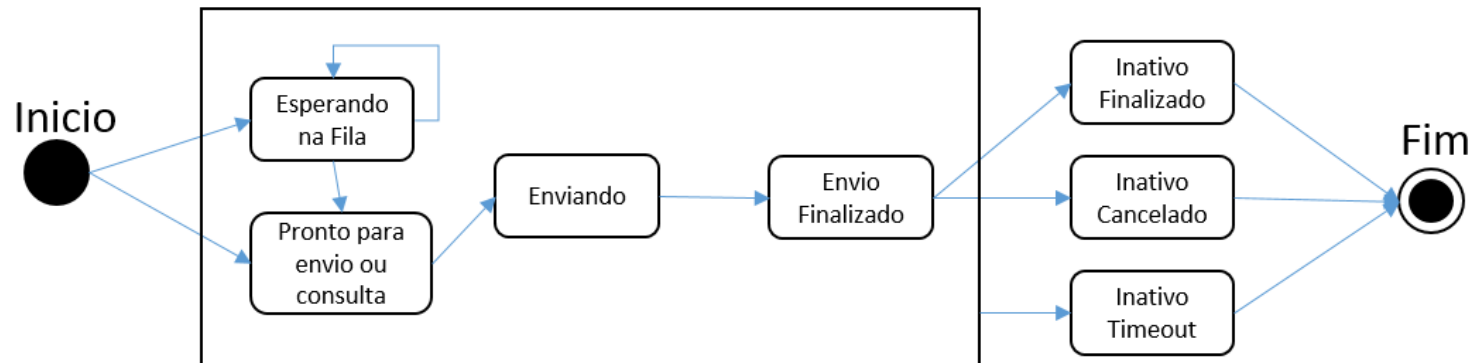 Inicio
Esperando
na Fila
Pronto para
envio ou
consulta
Enviando
Envio
Finalizado
Inativo
Finalizado
Inativo
Cancelado
Inativo
Timeout
Fim